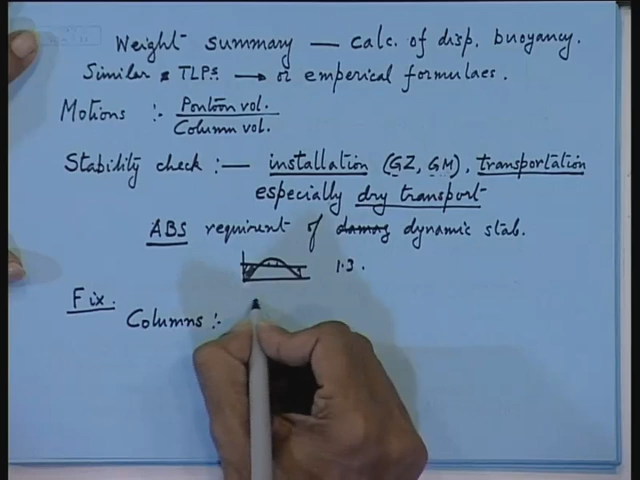 Weight summary — calc. of disp. buoyancy.
Similar TLPs. → or emperical formulaes.
Motions :- Pontoon vol.
Column vol.
Stability check :— installation (GZ, GM), transportation
especially dry transport
ABS requirent of damag dynamic stab.
1.3.
Fix.
Columns :-